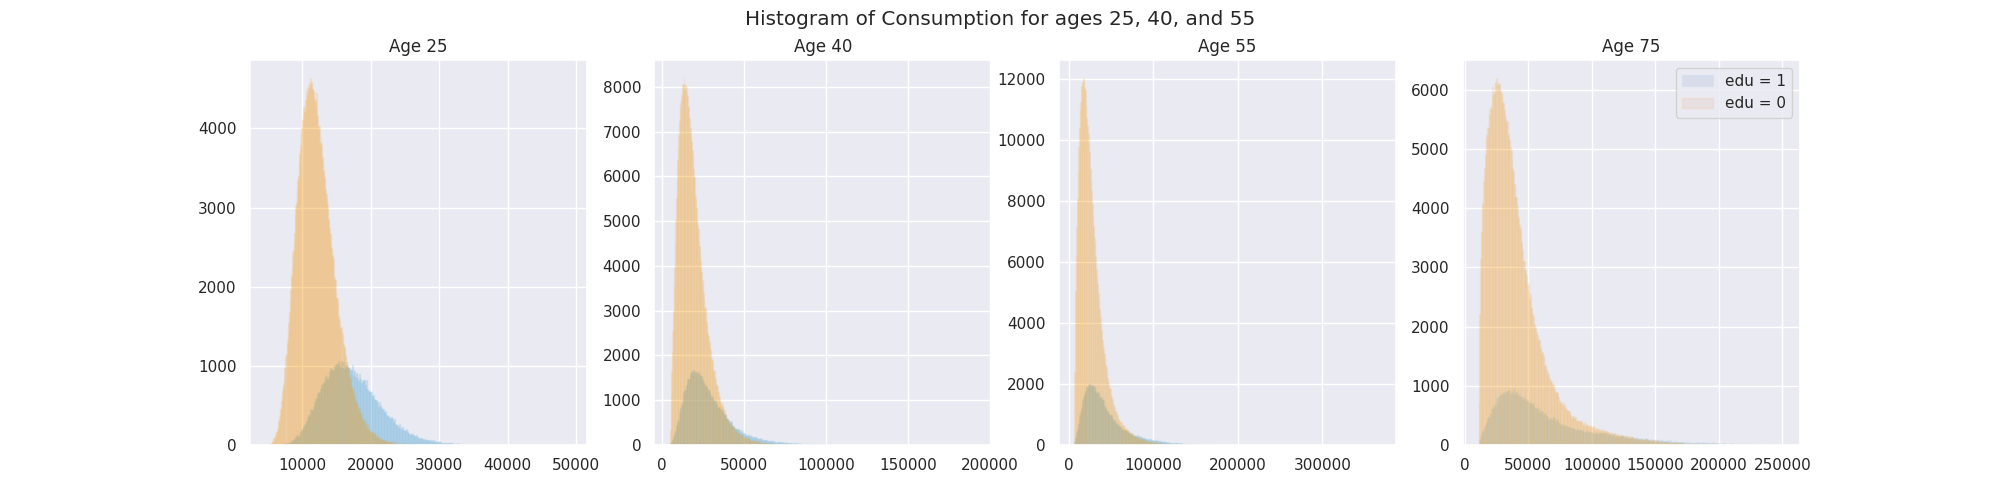 Histogram of Consumption for ages 25, 40, and 55
Age 25
4000
3000
2000
1000
0
10000 20000 30000 40000 50000
Age 40
8000
7000
6000
5000
4000
3000
2000
1000
0
0 50000 100000 150000 200000
Age 55
12000
10000
8000
6000
4000
2000
0
0 100000 200000 300000
Age 75
edu = 1
edu = 0
6000
5000
4000
3000
2000
1000
0
0 50000 100000 150000 200000 250000